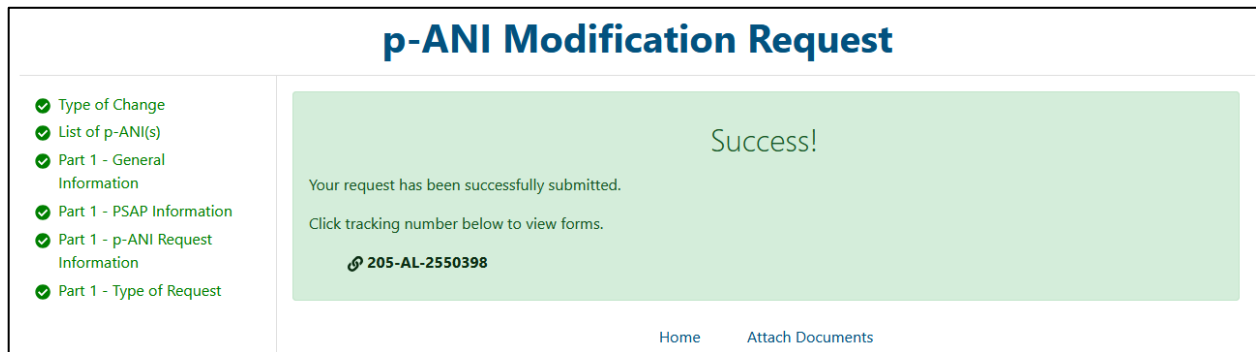 p-ANI Modification Request
Type of Change
List of p-ANI(s)
Part 1 - General
Information
Part 1 - PSAP Information
Part 1 - p-ANI Request
Information
Part 1 - Type of Request
Success!
Your request has been successfully submitted.
Click tracking number below to view forms.
205-AL-2550398
Home Attach Documents